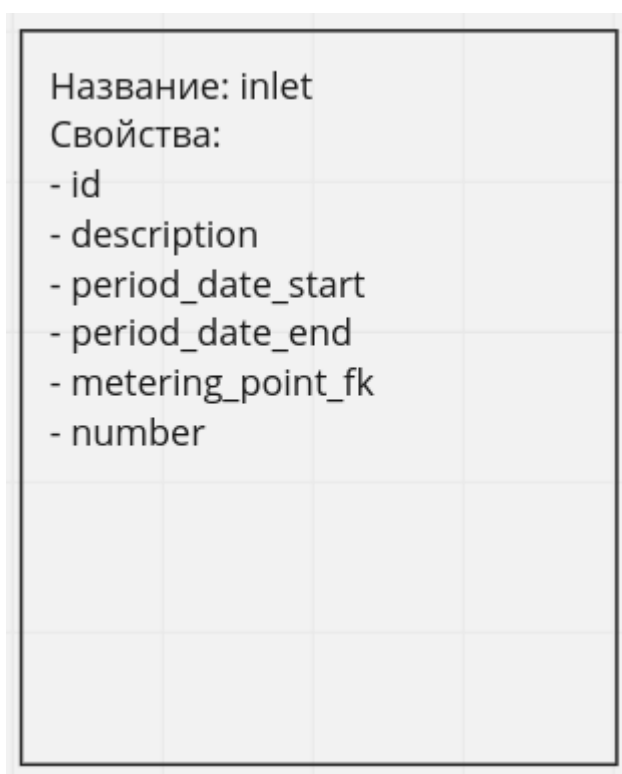 Название: inlet
Свойства:
- id
- description
- period_date_start
- period_date_end
- metering_point_fk
- number